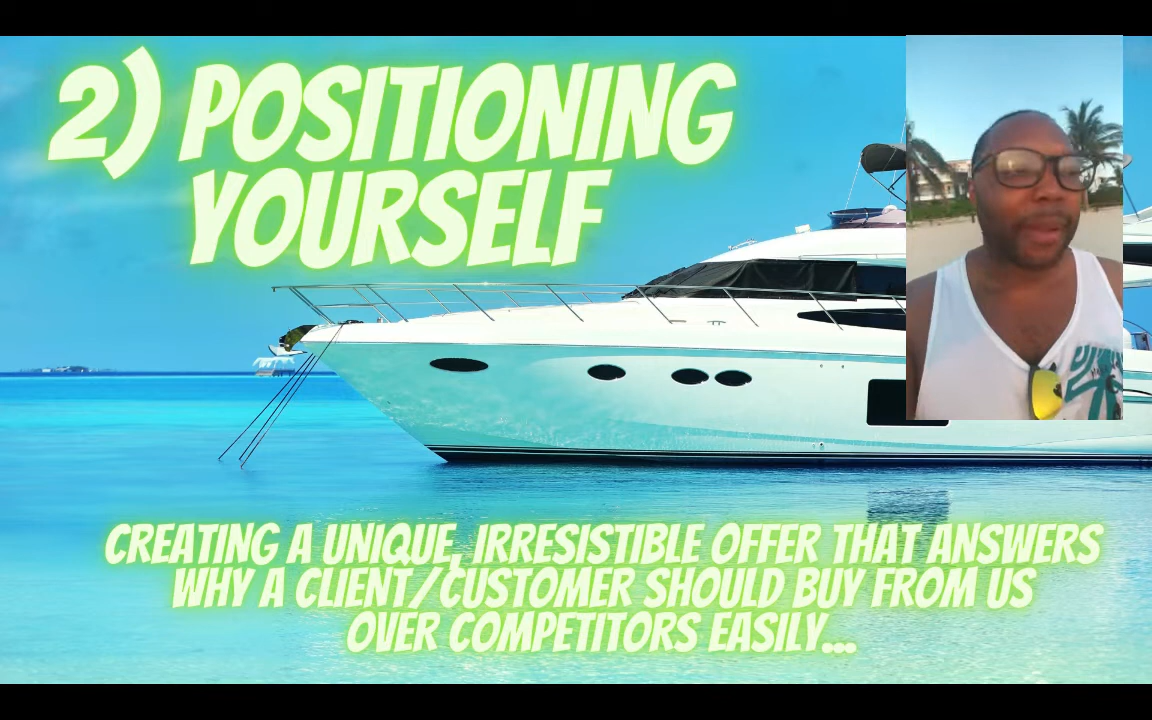 2) POSITIONING
YOURSELF
CREATING A UNIQUE, IRRESISTIBLE OFFER THAT ANSWERS
WHY A CLIENT/CUSTOMER SHOULD BUY FROM US
OVER COMPETITORS EASILY...